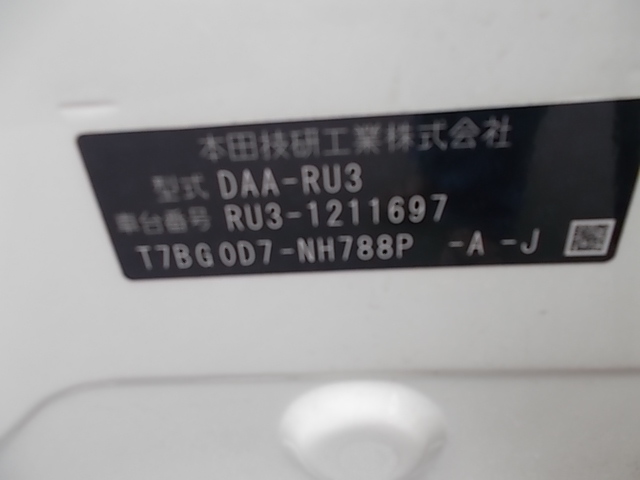 本田技研工業株式会社
型式 DAA-RU3
車台番号 RU3-1211697
T7BG0D7-NH788P -A -J